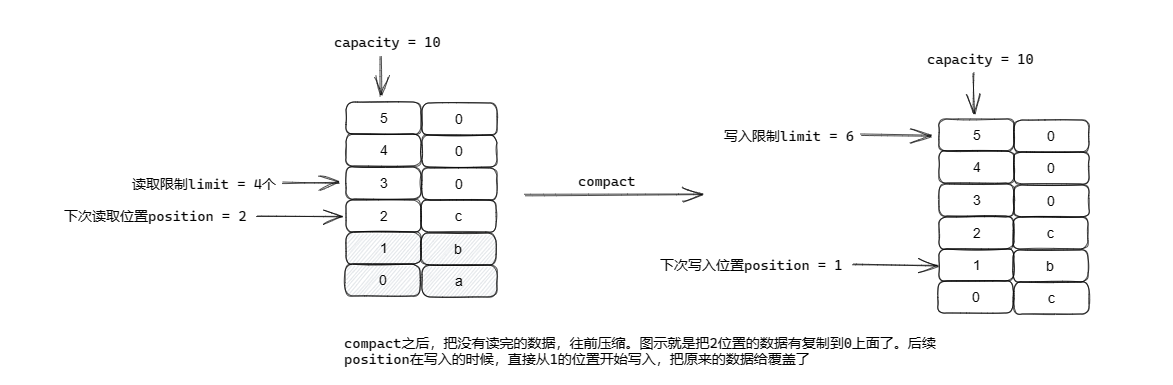 capacity = 10
5 0
4 0
读取限制limit = 4个
3 0
下次读取位置position = 2
2 c
1 b
0 a
compact
capacity = 10
写入限制limit = 6
5 0
4 0
3 0
2 c
下次写入位置position = 1
1 b
0 c
compact之后，把没有读完的数据，往前压缩。图示就是把2位置的数据有复制到0上面了。后续
position在写入的时候，直接从1的位置开始写入，把原来的数据给覆盖了